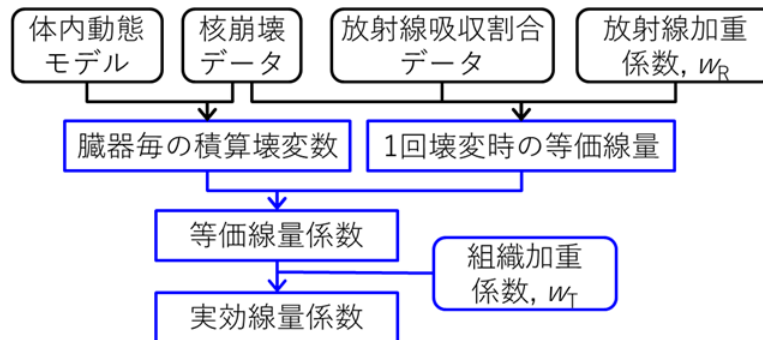 体内動態
モデル
核崩壊
データ
放射線吸収割合
データ
放射線加重
係数, wR
臓器毎の積算壊変数
1回壊変時の等価線量
等価線量係数
組織加重
係数, wT
実効線量係数